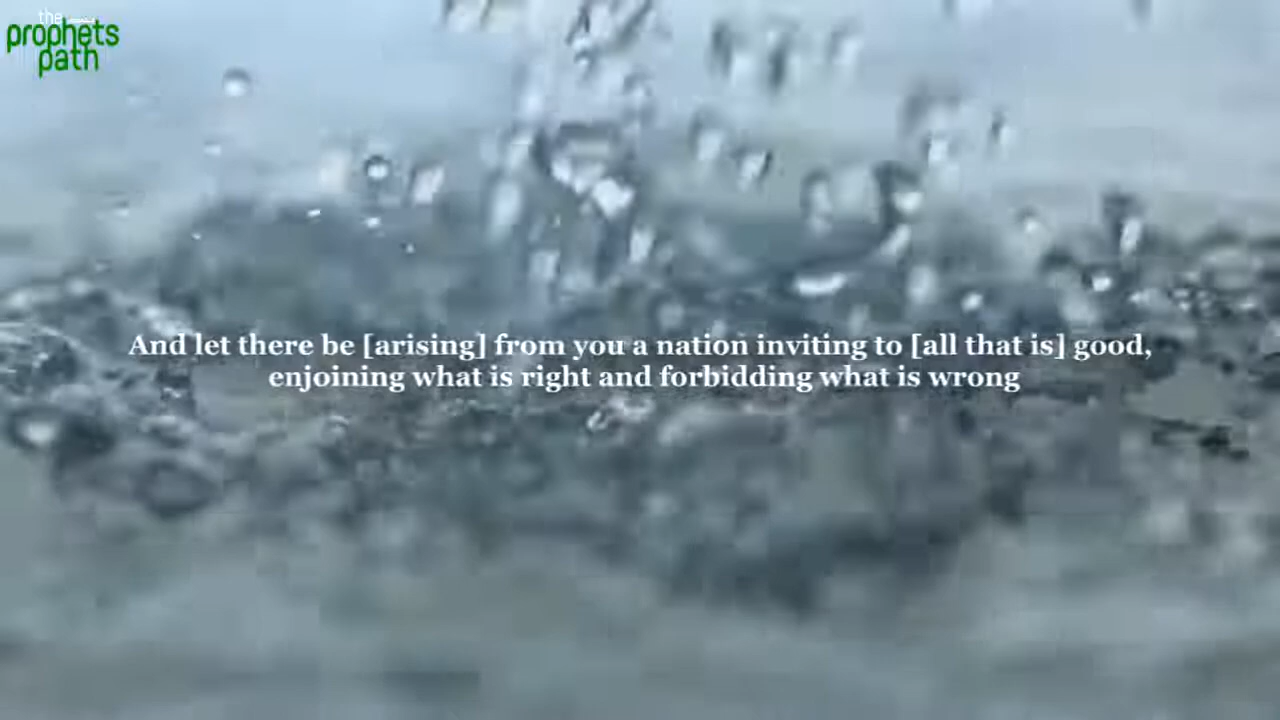 the
prophets
path
And let there be [arising] from you a nation inviting to [all that is] good,
enjoining what is right and forbidding what is wrong